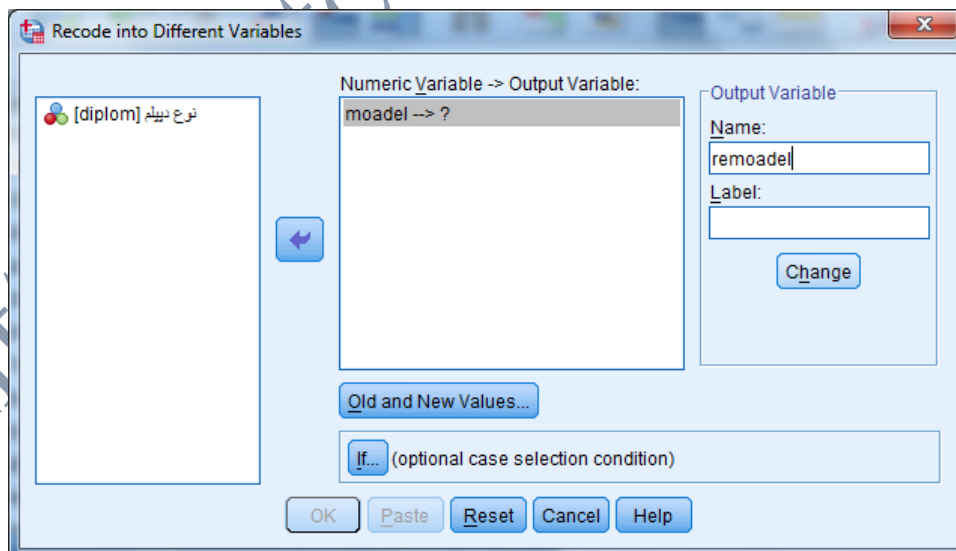 Recode into Different Variables
نوع دیپلم [diplom]
Numeric Variable -> Output Variable:
moadel --> ?
Output Variable
Name:
remoadel
Label:
Change
Old and New Values...
If... (optional case selection condition)
OK Paste Reset Cancel Help